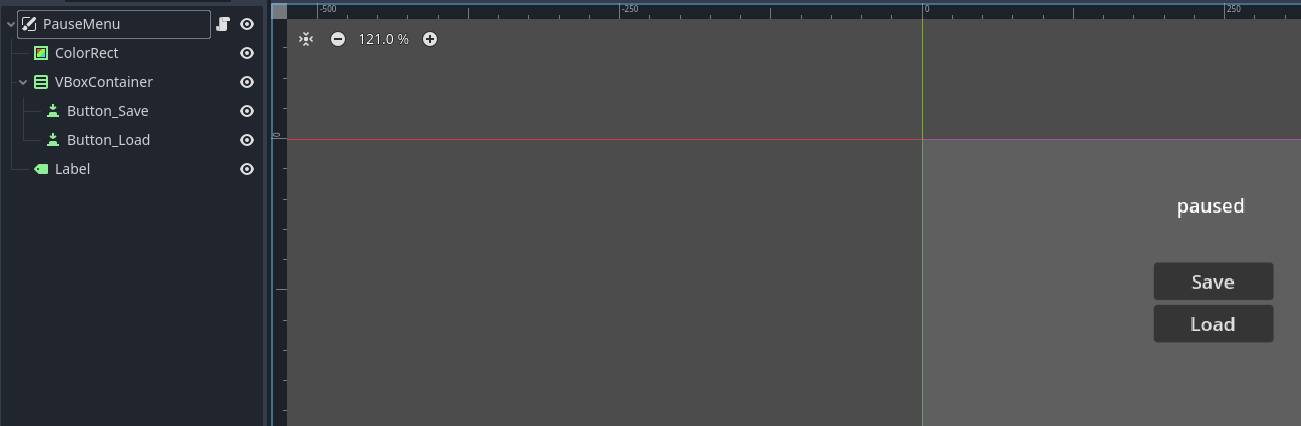 PauseMenu
ColorRect
VBoxContainer
Button_Save
Button_Load
Label
-500
-250
0
250
121.0 %
0
paused
Save
Load